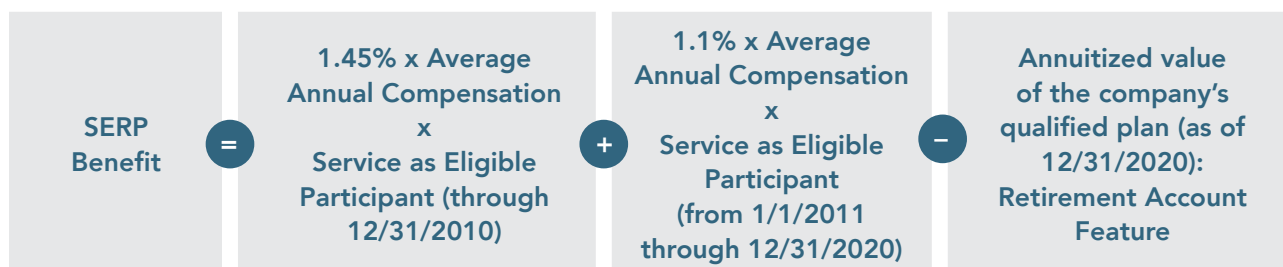 SERP
Benefit
=
1.45% x Average
Annual Compensation
x
Service as Eligible
Participant (through
12/31/2010)
+
1.1% x Average
Annual Compensation
x
Service as Eligible
Participant
(from 1/1/2011
through 12/31/2020)
–
Annuitized value
of the company’s
qualified plan (as of
12/31/2020):
Retirement Account
Feature